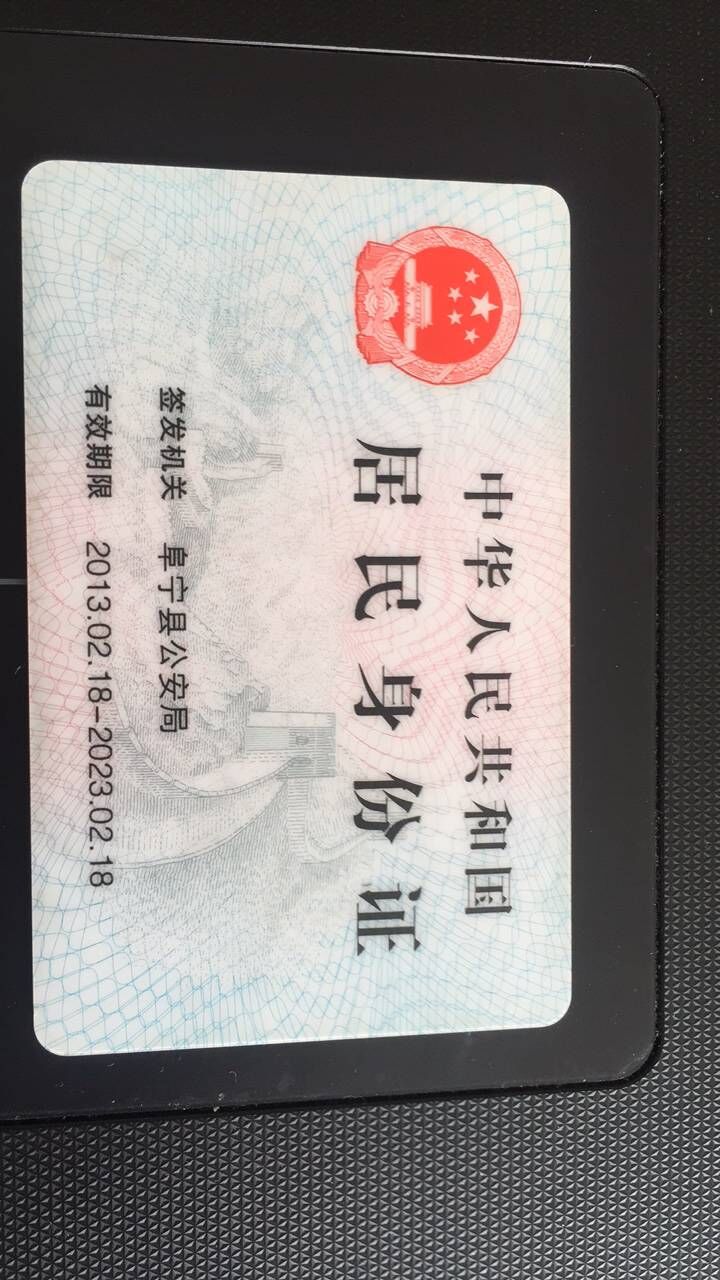 中华人民共和国
居民身份证
签发机关 阜宁县公安局
有效期限 2013.02.18-2023.02.18